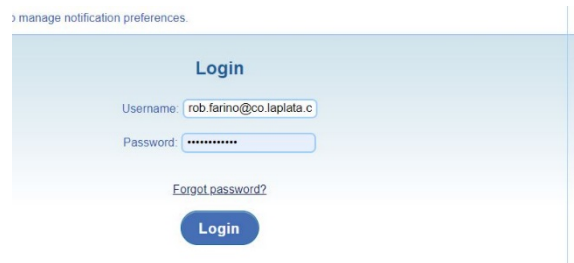 manage notification preferences.
Login
Username: rob.farino@co.laplata.c
Password: ••••••••••••
Forgot password?
Login